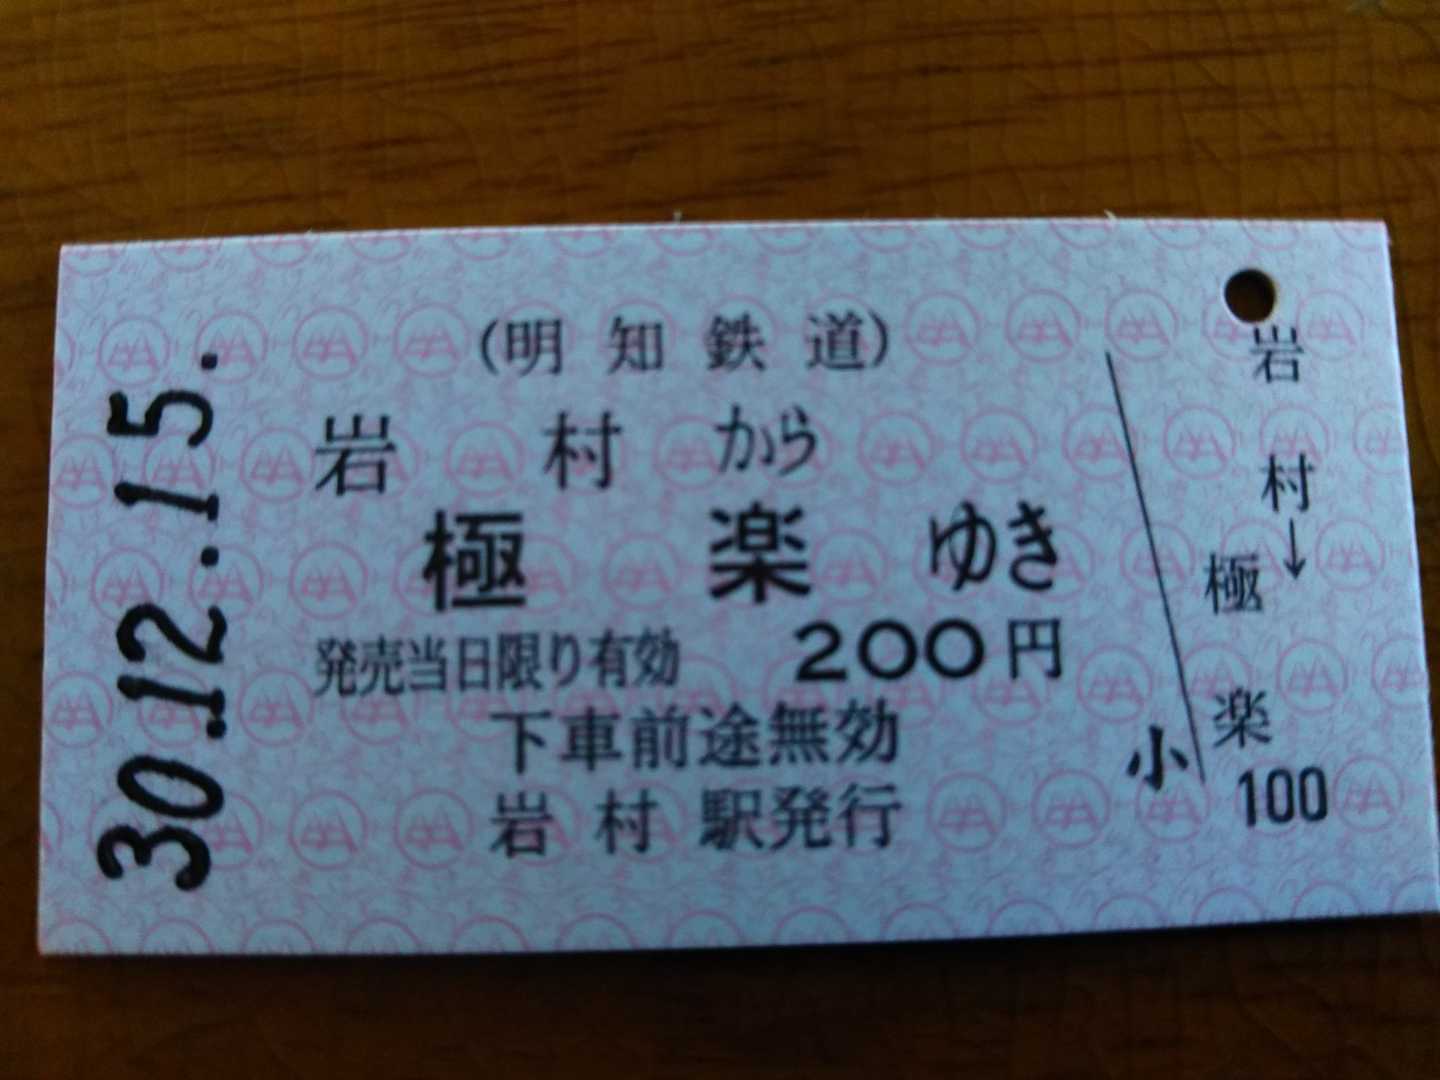 30.12.15.
(明知鉄道)
岩村から
極楽ゆき
発売当日限り有効 200円
下車前途無効
岩村駅発行
小
岩村→
極楽
100